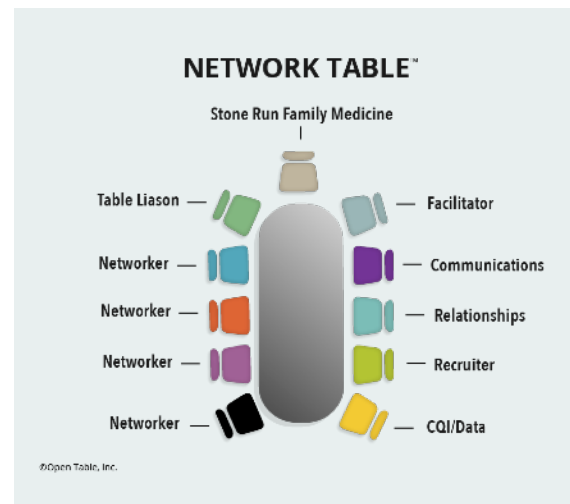 NETWORK TABLE™
Stone Run Family Medicine
Table Liason
Facilitator
Networker
Communications
Networker
Relationships
Networker
Recruiter
Networker
CQI/Data
©Open Table, Inc.